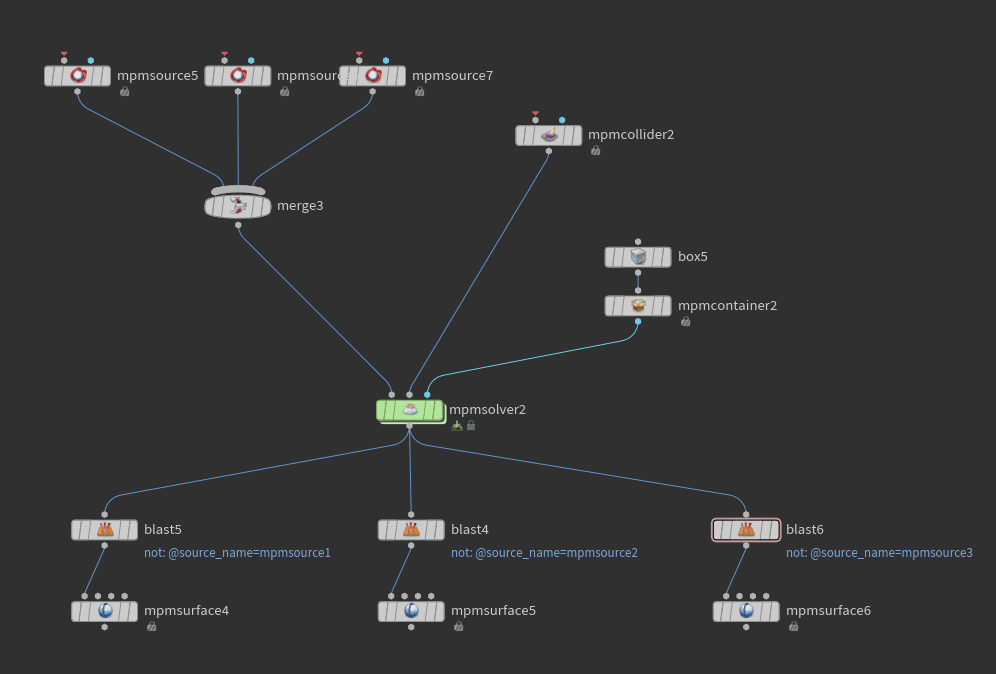 mpmsource5
mpmsourc
mpmsource7
mpmcollider2
merge3
box5
mpmcontainer2
mpmsolver2
blast5
blast4
blast6
not: @source_name=mpmsource1
not: @source_name=mpmsource2
not: @source_name=mpmsource3
mpmsurface4
mpmsurface5
mpmsurface6